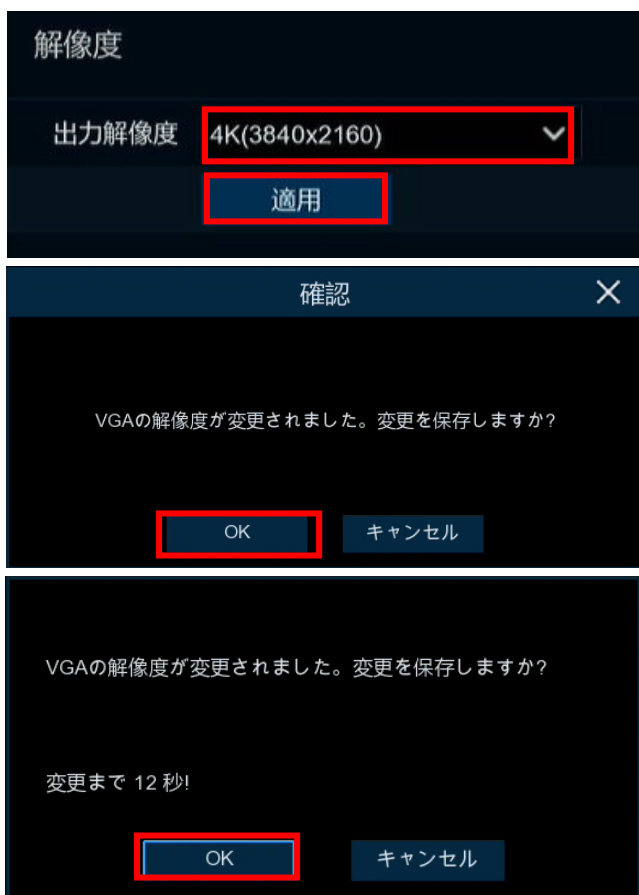 解像度
出力解像度 4K(3840x2160)
適用
確認
VGAの解像度が変更されました。変更を保存しますか?
OK キャンセル
VGAの解像度が変更されました。変更を保存しますか?
変更まで 12 秒!
OK キャンセル